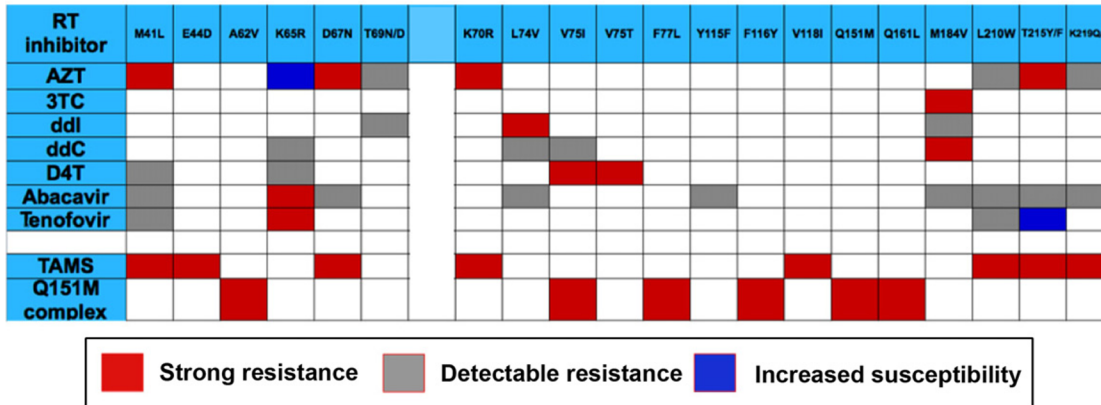 RT inhibitor M41L E44D A62V K65R D67N T69N/D K70R L74V V75I V75T F77L Y115F F116Y V118I Q151M Q161L M184V L210W T215Y/F K219Q/
AZT
3TC
ddI
ddC
D4T
Abacavir
Tenofovir
TAMS
Q151M
complex
Strong resistance Detectable resistance Increased susceptibility